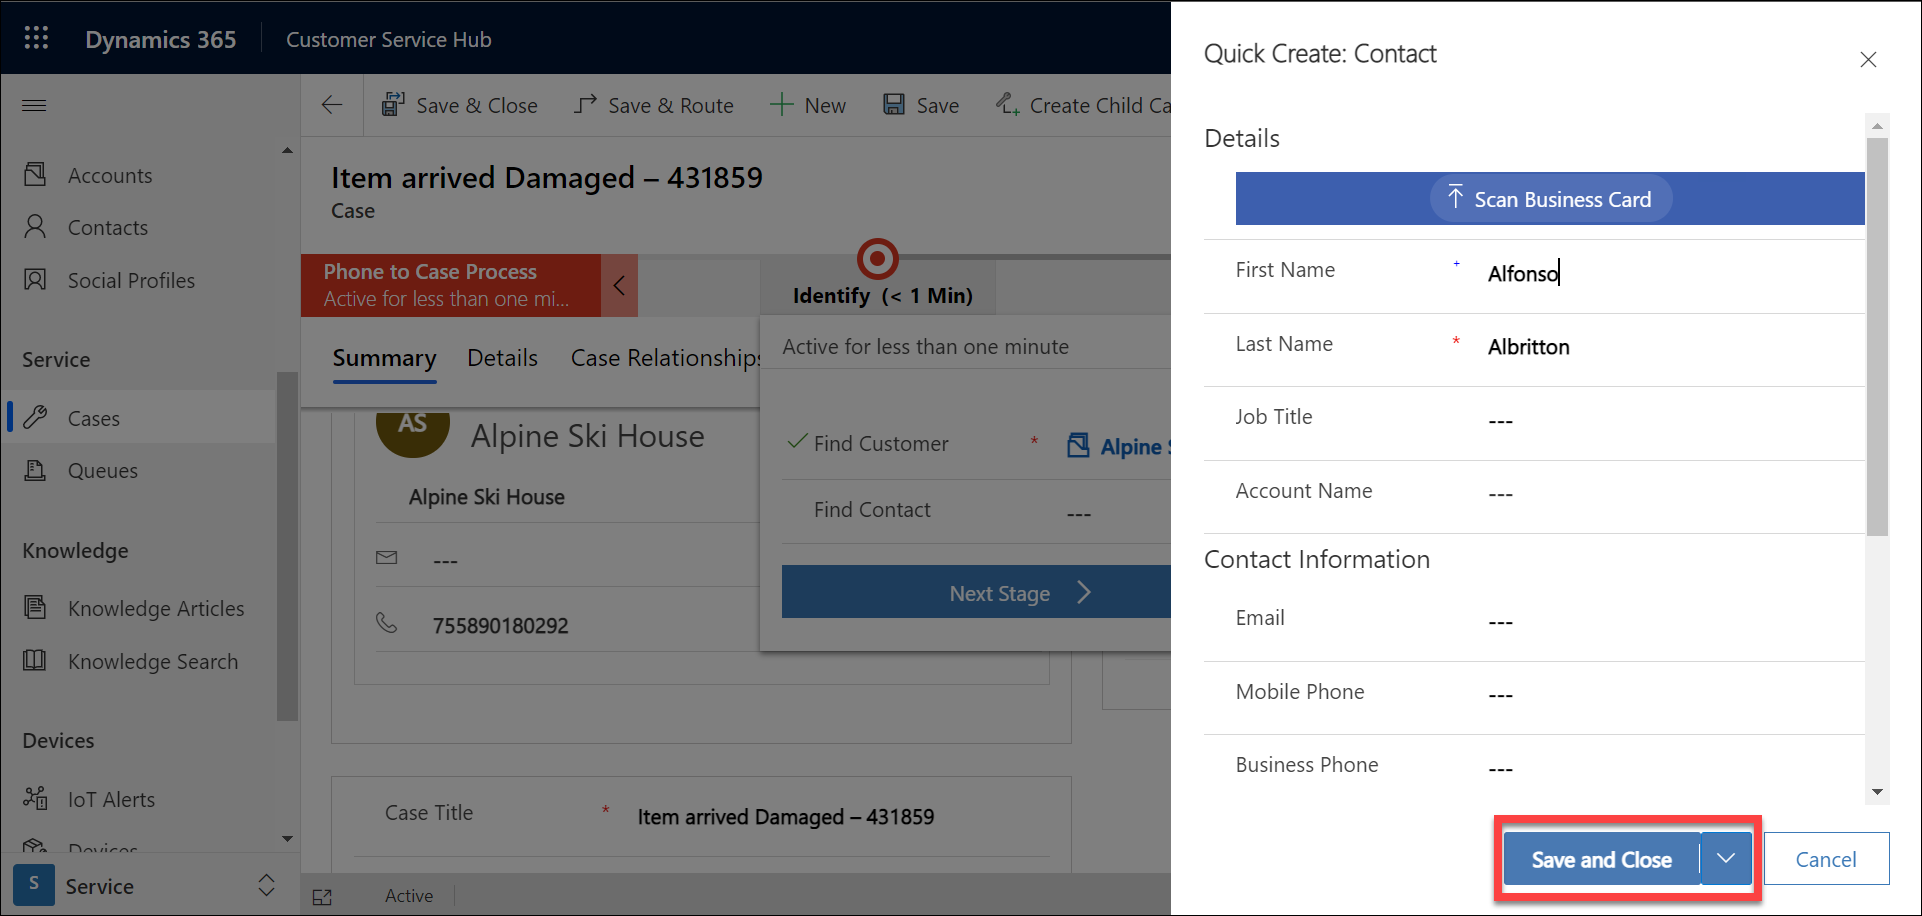 Dynamics 365
Customer Service Hub
Accounts
Contacts
Social Profiles
Service
Cases
Queues
Knowledge
Knowledge Articles
Knowledge Search
Devices
IoT Alerts
Devices
S
Service
Save & Close
Save & Route
New
Save
Create Child Ca
Item arrived Damaged – 431859
Case
Phone to Case Process
Active for less than one mi...
Identify (< 1 Min)
Summary
Details
Case Relationships
Active for less than one minute
Find Customer *
Alpine S
Find Contact
---
Next Stage
AS
Alpine Ski House
Alpine Ski House
---
755890180292
Case Title * Item arrived Damaged – 431859
Active
Quick Create: Contact
Details
Scan Business Card
First Name + Alfonso
Last Name * Albritton
Job Title ---
Account Name ---
Contact Information
Email ---
Mobile Phone ---
Business Phone ---
Save and Close
Cancel